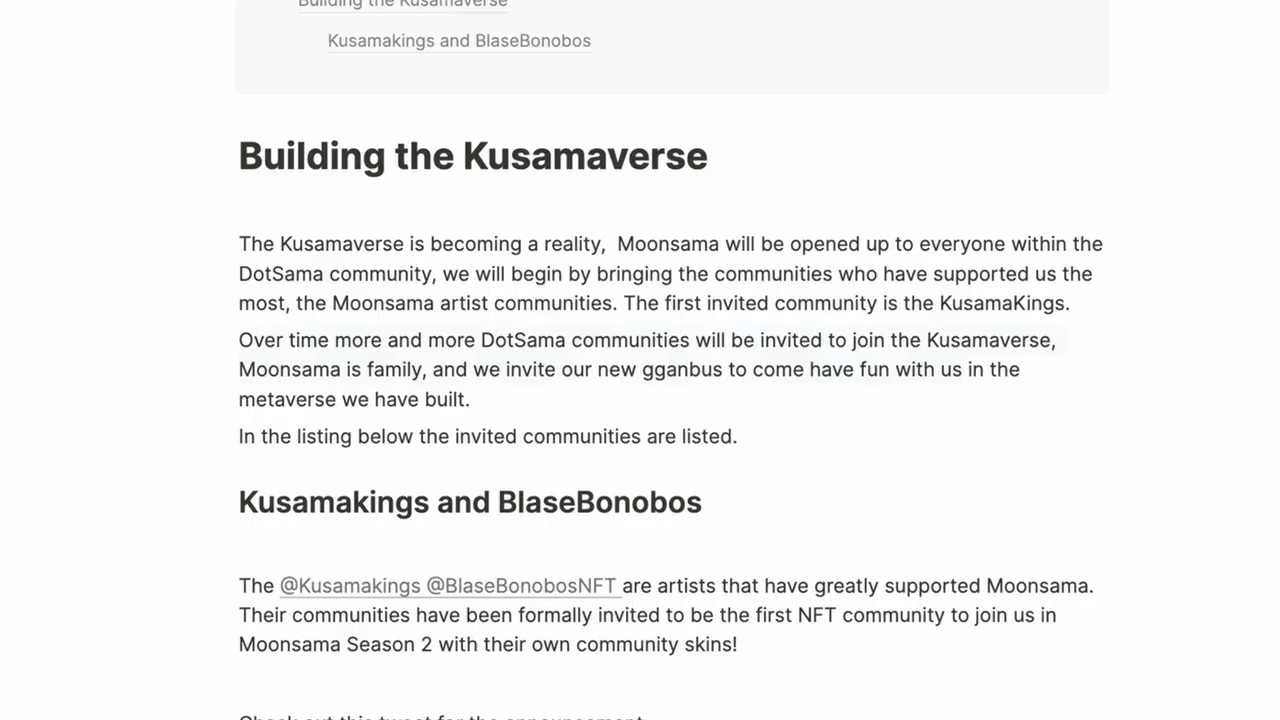 Building the Kusamaverse
Kusamakings and BlaseBonobos
Building the Kusamaverse
The Kusamaverse is becoming a reality,  Moonsama will be opened up to everyone within the
DotSama community, we will begin by bringing the communities who have supported us the
most, the Moonsama artist communities. The first invited community is the KusamaKings.
Over time more and more DotSama communities will be invited to join the Kusamaverse,
Moonsama is family, and we invite our new gganbus to come have fun with us in the
metaverse we have built.
In the listing below the invited communities are listed.
Kusamakings and BlaseBonobos
The @Kusamakings @BlaseBonobosNFT are artists that have greatly supported Moonsama.
Their communities have been formally invited to be the first NFT community to join us in
Moonsama Season 2 with their own community skins!
Check out this tweet for the announcement